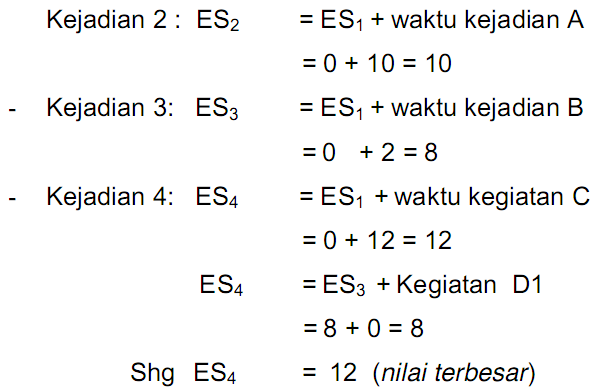 Kejadian 2 : ES₂ = ES₁ + waktu kejadian A
= 0 + 10 = 10
- Kejadian 3: ES₃ = ES₁ + waktu kejadian B
= 0 + 2 = 8
- Kejadian 4: ES₄ = ES₁ + waktu kegiatan C
= 0 + 12 = 12
ES₄ = ES₃ + Kegiatan D1
= 8 + 0 = 8
Shg ES₄ = 12 (nilai terbesar)